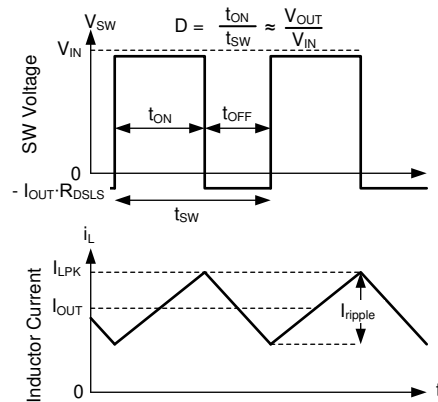 V_SW
D = t_ON / t_SW ≈ V_OUT / V_IN
V_IN
SW Voltage
t_ON
t_OFF
0
- I_OUT·R_DSLS
t_SW
i_L
I_LPK
I_OUT
Inductor Current
I_ripple
0
t